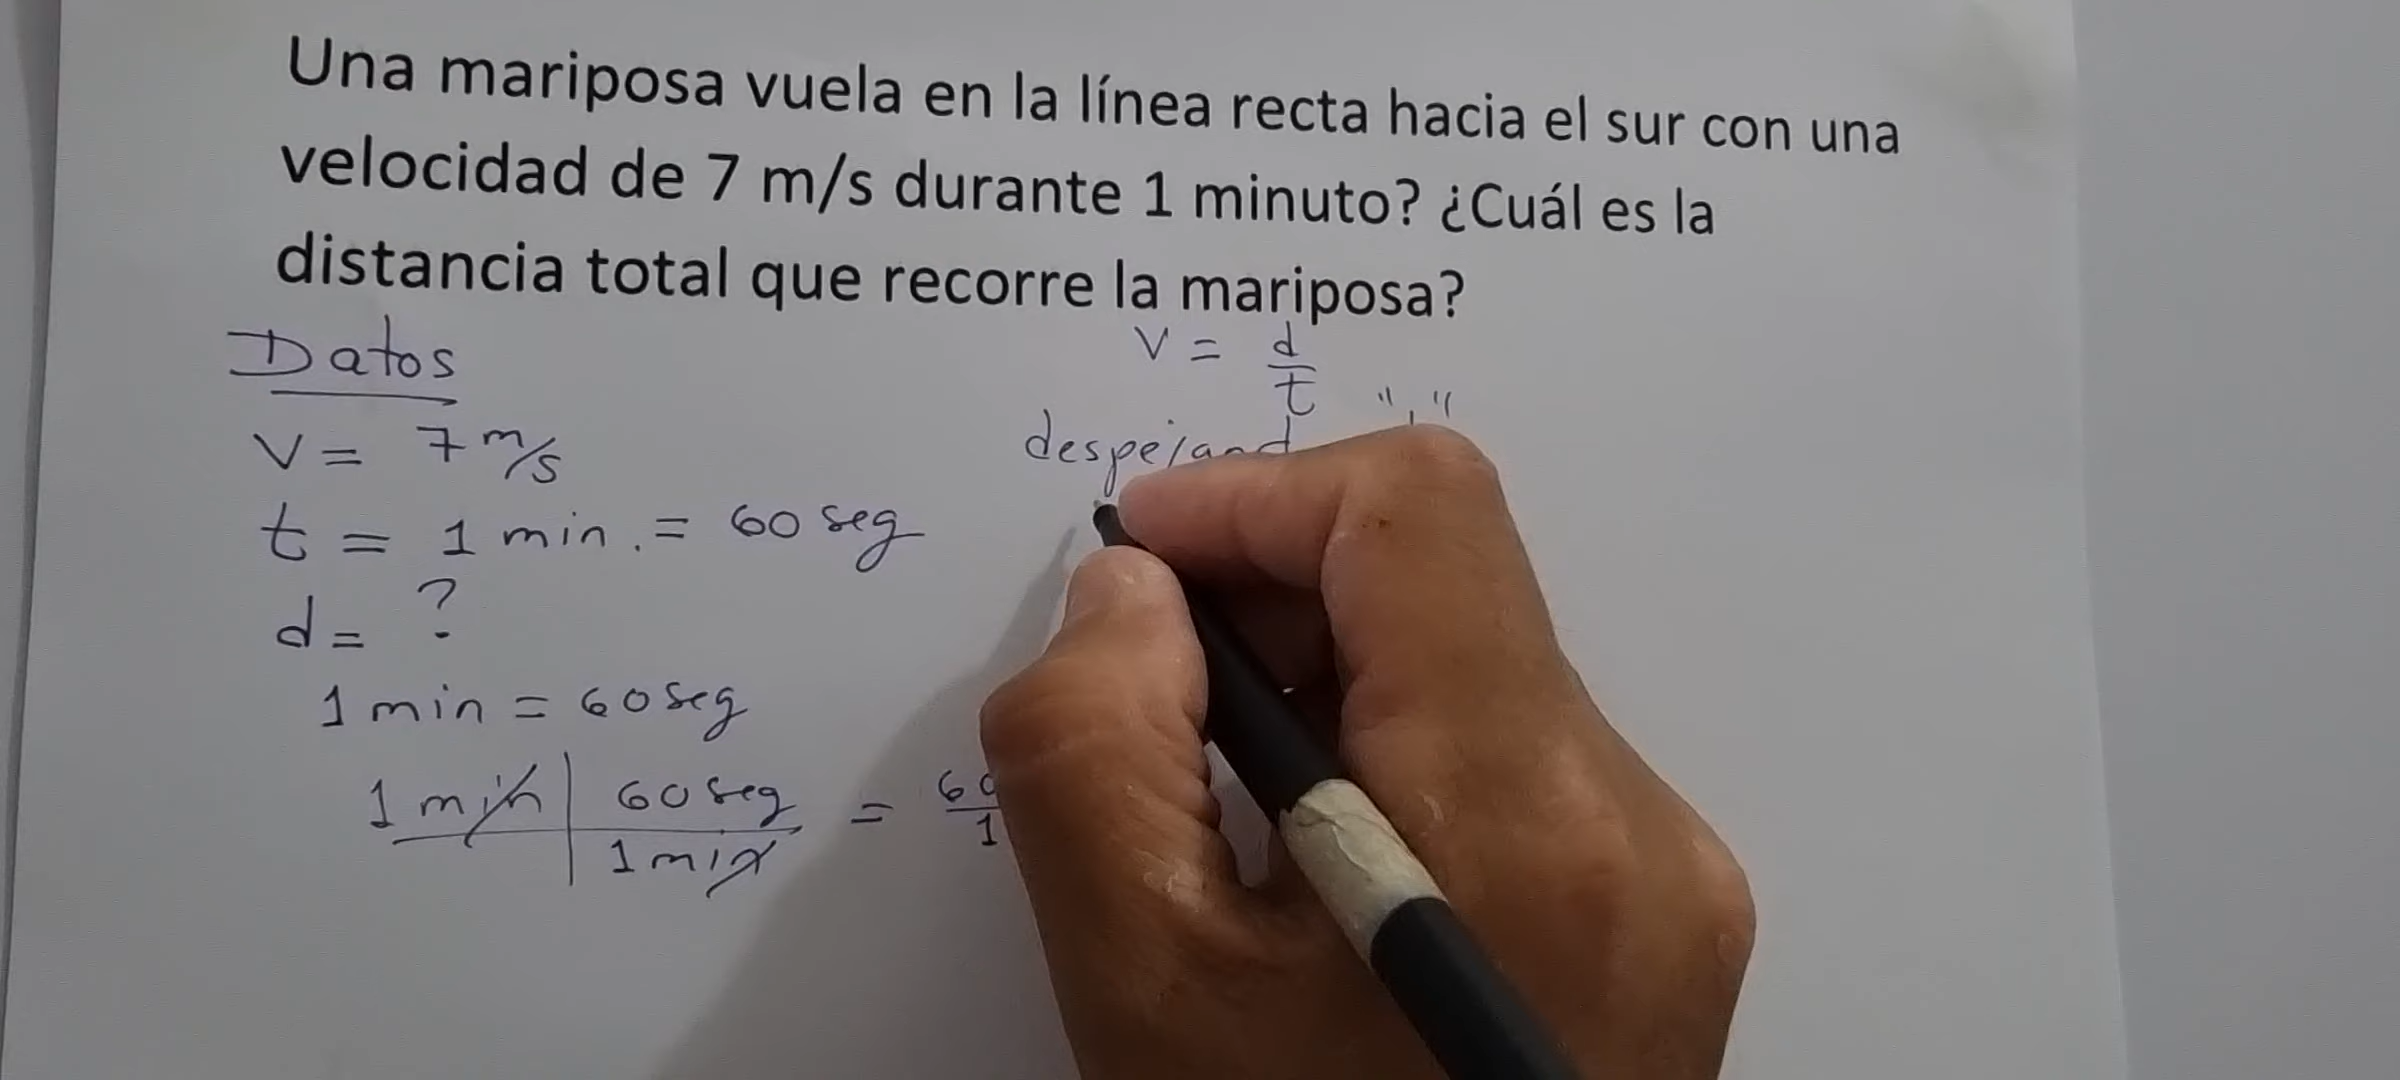 Una mariposa vuela en la línea recta hacia el sur con una
velocidad de 7 m/s durante 1 minuto? ¿Cuál es la
distancia total que recorre la mariposa?
Datos
V = 7 m/s
t = 1 min. = 60 seg
d = ?
1 min = 60 seg
1 min | 60 seg =
1 min
V = d
t